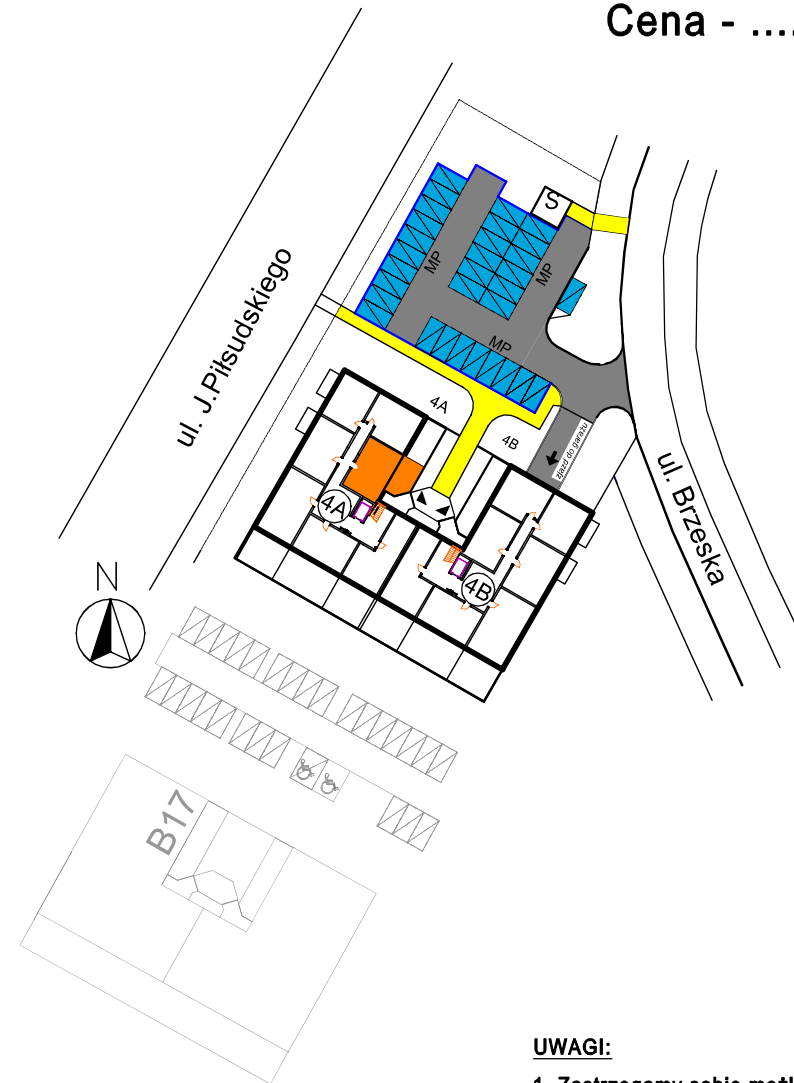 Cena - ....
S
MP
MP
MP
ul. J.Piłsudskiego
4A
4B
zjazd do garażu
ul. Brzeska
4A
4B
N
B17
UWAGI: